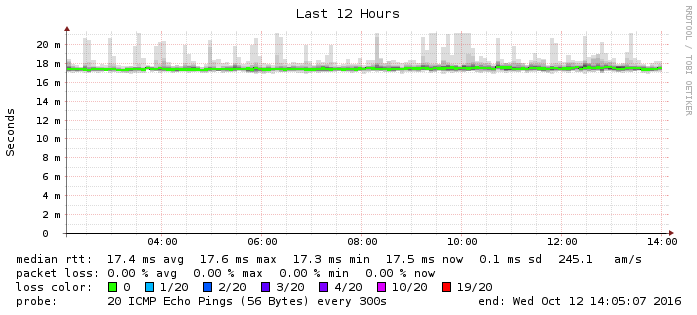 Last 12 Hours
RRDTOOL / TOBI OETIKER
Seconds
20 m
18 m
16 m
14 m
12 m
10 m
8 m
6 m
4 m
2 m
0
04:00 06:00 08:00 10:00 12:00 14:00
median rtt: 17.4 ms avg 17.6 ms max 17.3 ms min 17.5 ms now 0.1 ms sd 245.1 am/s
packet loss: 0.00 % avg 0.00 % max 0.00 % min 0.00 % now
loss color: 0 1/20 2/20 3/20 4/20 10/20 19/20
probe: 20 ICMP Echo Pings (56 Bytes) every 300s end: Wed Oct 12 14:05:07 2016